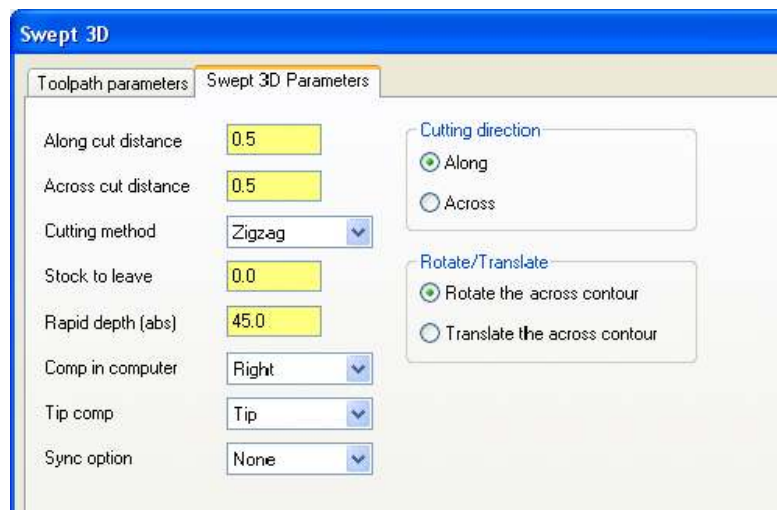 Swept 3D
Toolpath parameters Swept 3D Parameters
Along cut distance 0.5
Across cut distance 0.5
Cutting method Zigzag
Stock to leave 0.0
Rapid depth (abs) 45.0
Comp in computer Right
Tip comp Tip
Sync option None
Cutting direction
Along
Across
Rotate/Translate
Rotate the across contour
Translate the across contour